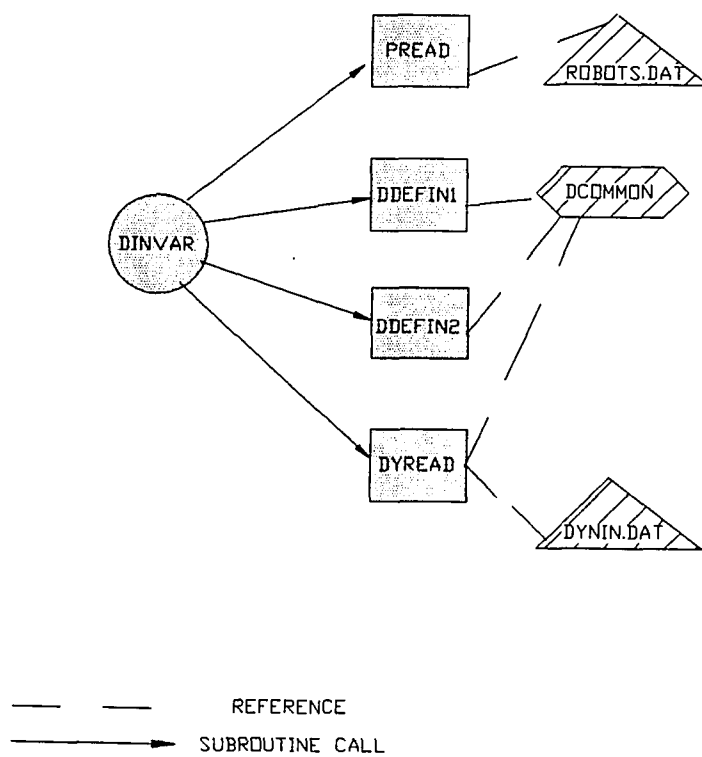 PREAD
ROBOTS.DAT
DDEFIN1
DCOMMON
DINVAR
DDEFIN2
DYREAD
DYNIN.DAT
REFERENCE
SUBROUTINE CALL